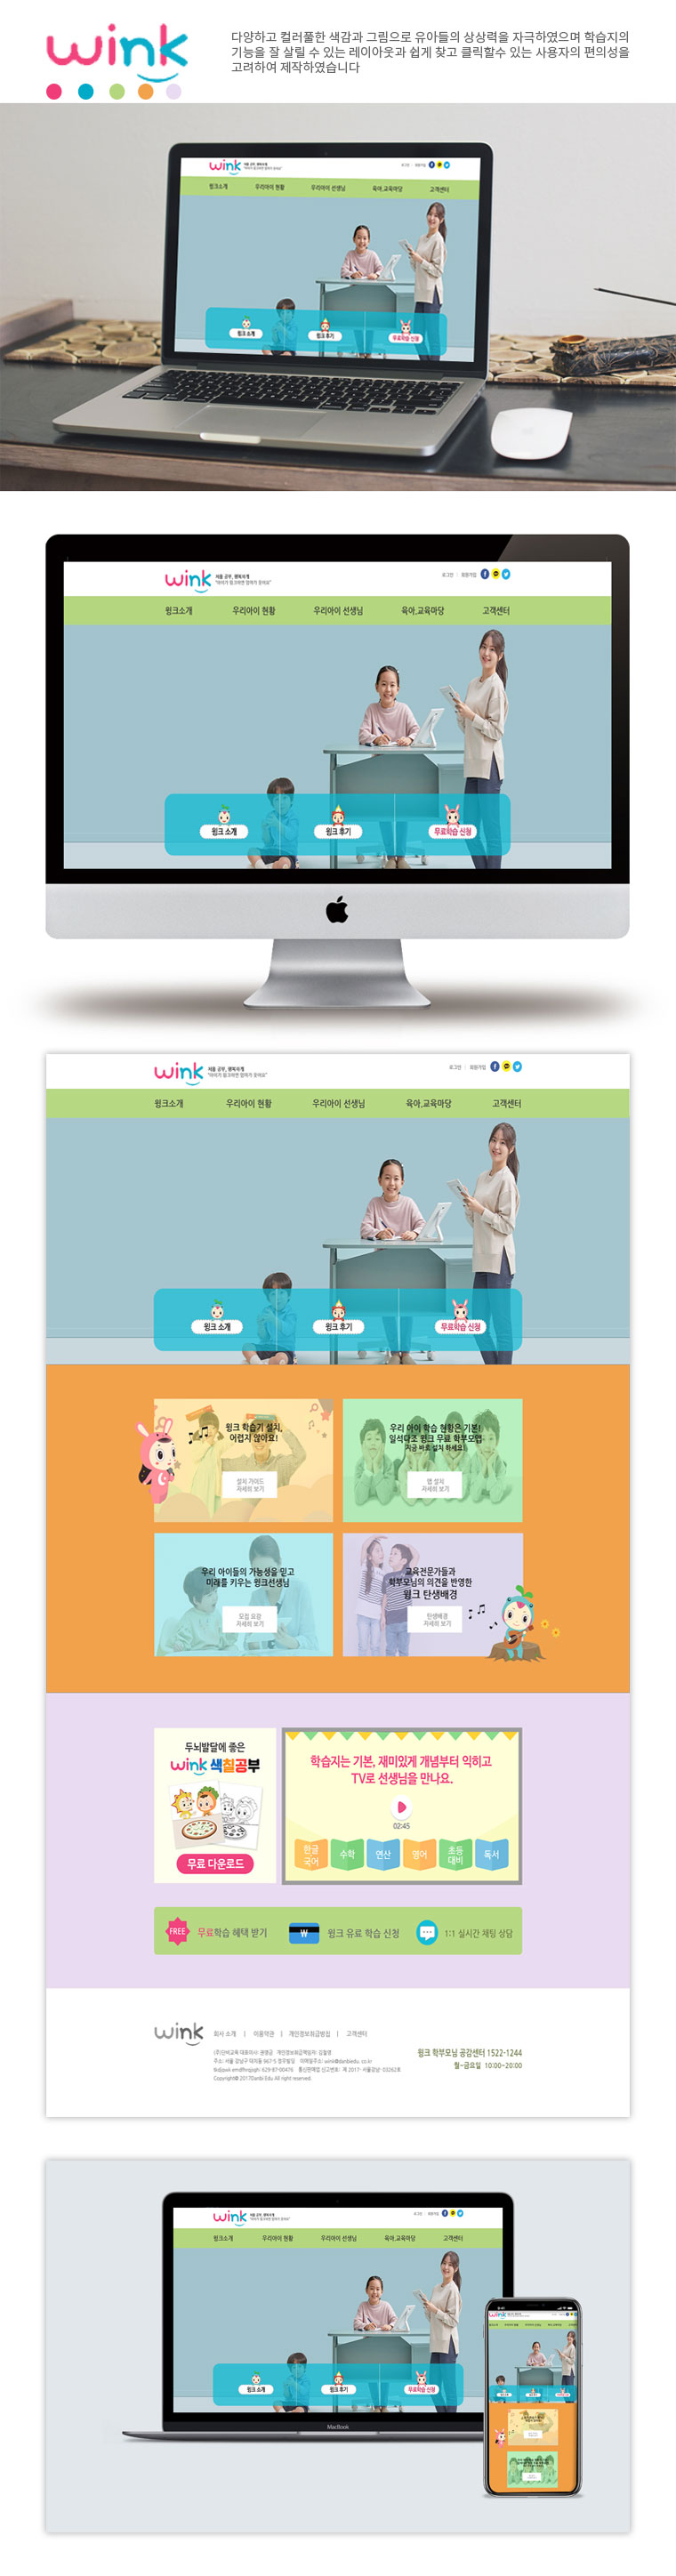 wink
다양하고 컬러풀한 색감과 그림으로 유아들의 상상력을 자극하였으며 학습지의
기능을 잘 살릴 수 있는 레이아웃과 쉽게 찾고 클릭할수 있는 사용자의 편의성을
고려하여 제작하였습니다
wink
윙크소개 우리아이 현황 우리아이 선생님 육아,교육마당 고객센터
윙크 소개 윙크 후기 무료학습 신청
wink 처음 공부, 행복하게
로그인 | 회원가입
윙크소개 우리아이 현황 우리아이 선생님 육아,교육마당 고객센터
윙크 소개 윙크 후기 무료학습 신청
wink 처음 공부, 행복하게
로그인 | 회원가입
윙크소개 우리아이 현황 우리아이 선생님 육아,교육마당 고객센터
윙크 소개 윙크 후기 무료학습 신청
윙크 학습기 설치,
어렵지 않아요!
설치 가이드
자세히 보기
우리 아이 학습 현황은 기본!
일석다조 윙크 무료 학부모앱
지금 바로 설치 하세요!
앱 설치
자세히 보기
우리 아이들의 가능성을 믿고
미래를 키우는 윙크선생님
모집 요강
자세히 보기
교육전문가들과
학부모님의 의견을 반영한
윙크 탄생배경
탄생배경
자세히 보기
두뇌발달에 좋은
wink 색칠공부
무료 다운로드
학습지는 기본, 재미있게 개념부터 익히고
TV로 선생님을 만나요.
02:45
한글
국어
수학
연산
영어
초등
대비
독서
FREE 무료학습 혜택 받기
₩ 윙크 유료 학습 신청
1:1 실시간 채팅 상담
wink
회사 소개 | 이용약관 | 개인정보취급방침 | 고객센터
Copyright© 2017Danbi Edu All right reserved.
윙크 학부모님 공감센터 1522-1244
월~금요일 10:00~20:00
wink
윙크소개 우리아이 현황 우리아이 선생님 육아,교육마당 고객센터
윙크 소개 윙크 후기 무료학습 신청
MacBook
wink